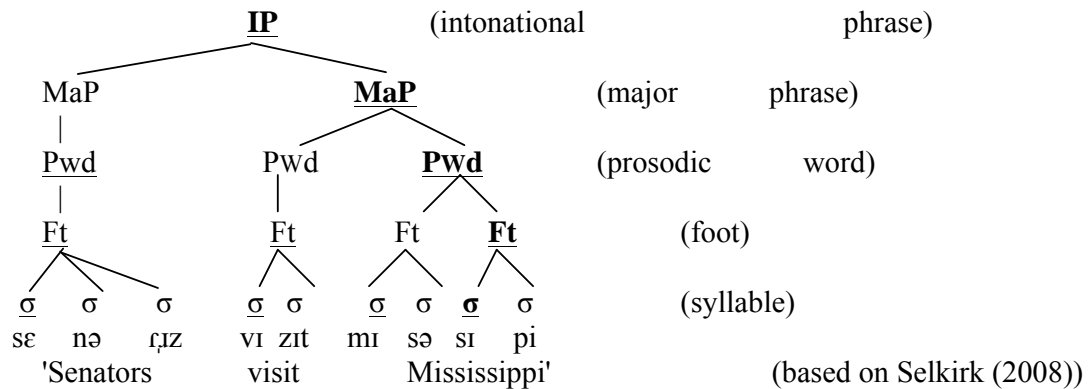 IP (intonational phrase)
MaP MaP (major phrase)
Pwd PWd PWd (prosodic word)
Ft Ft Ft Ft (foot)
σ σ σ σ σ σ σ σ σ (syllable)
sɛ nə vɪ zɪt mɪ sə sɪ pi
'Senators visit Mississippi' (based on Selkirk (2008))